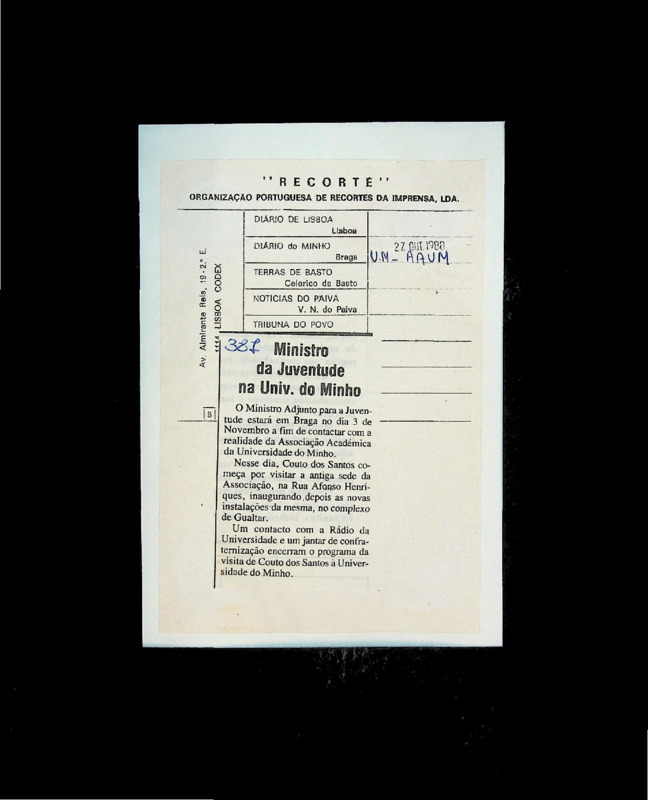 "RECORTE"
ORGANIZAÇÃO PORTUGUESA DE RECORTES DA IMPRENSA, LDA.
Av. Almirante Reis, 19-2.º E.
1114 LISBOA CODEX
DIÁRIO DE LISBOA
Lisboa
DIÁRIO do MINHO
Braga
27 OUT. 1988
U.M- AAUM
TERRAS DE BASTO
Celorico de Basto
NOTICIAS DO PAIVA
V. N. do Paiva
TRIBUNA DO POVO
387
Ministro
da Juventude
na Univ. do Minho
O Ministro Adjunto para a Juven-
tude estará em Braga no dia 3 de
Novembro a fim de contactar com a
realidade da Associação Académica
da Universidade do Minho.
Nesse dia, Couto dos Santos co-
meça por visitar a antiga sede da
Associação, na Rua Afonso Henri-
ques, inaugurando depois as novas
instalações da mesma, no complexo
de Gualtar.
Um contacto com a Rádio da
Universidade e um jantar de confra-
ternização encerram o programa da
visita de Couto dos Santos à Univer-
sidade do Minho.